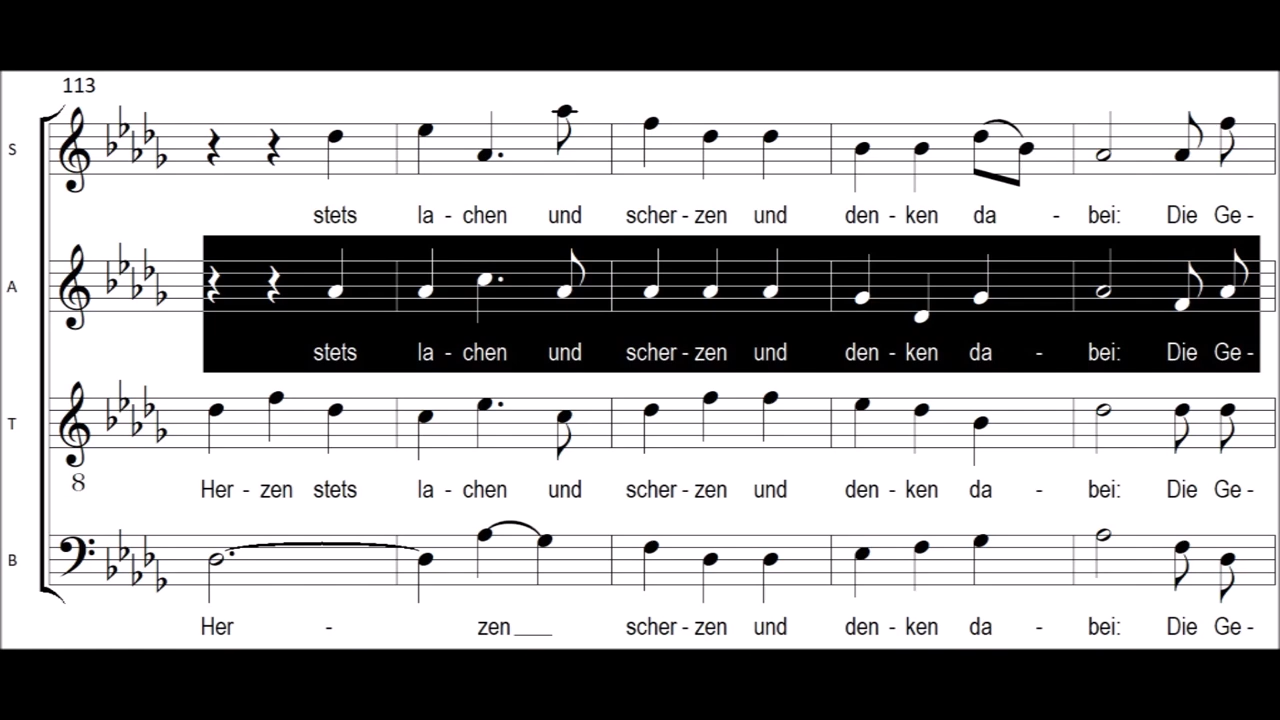 113
S
stets la - chen und scher - zen und den - ken da - bei: Die Ge -
A
stets la - chen und scher - zen und den - ken da - bei: Die Ge -
T
8
Her - zen stets la - chen und scher - zen und den - ken da - bei: Die Ge -
B
Her - zen___ scher - zen und den - ken da - bei: Die Ge -